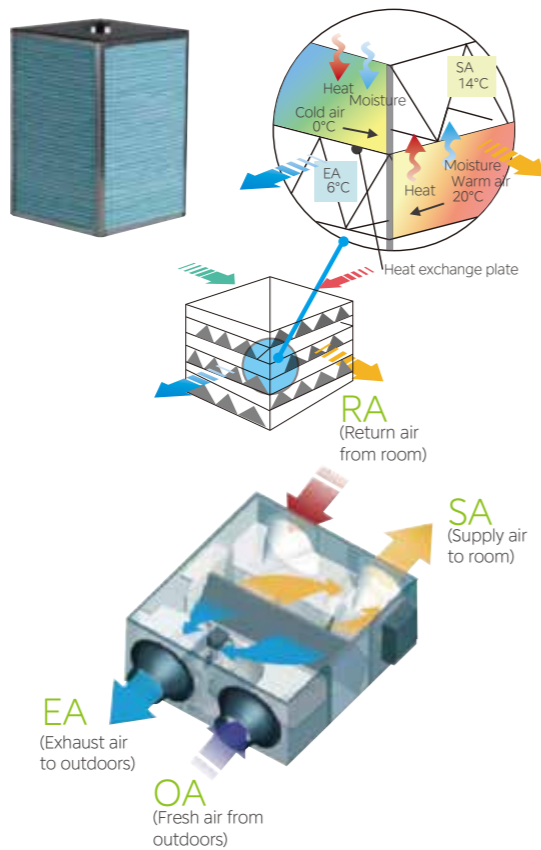 Heat
Moisture
SA
14°C
Cold air
0°C
EA
6°C
Heat
Moisture
Warm air
20°C
Heat exchange plate
RA
(Return air
from room)
SA
(Supply air
to room)
EA
(Exhaust air
to outdoors)
OA
(Fresh air from
outdoors)